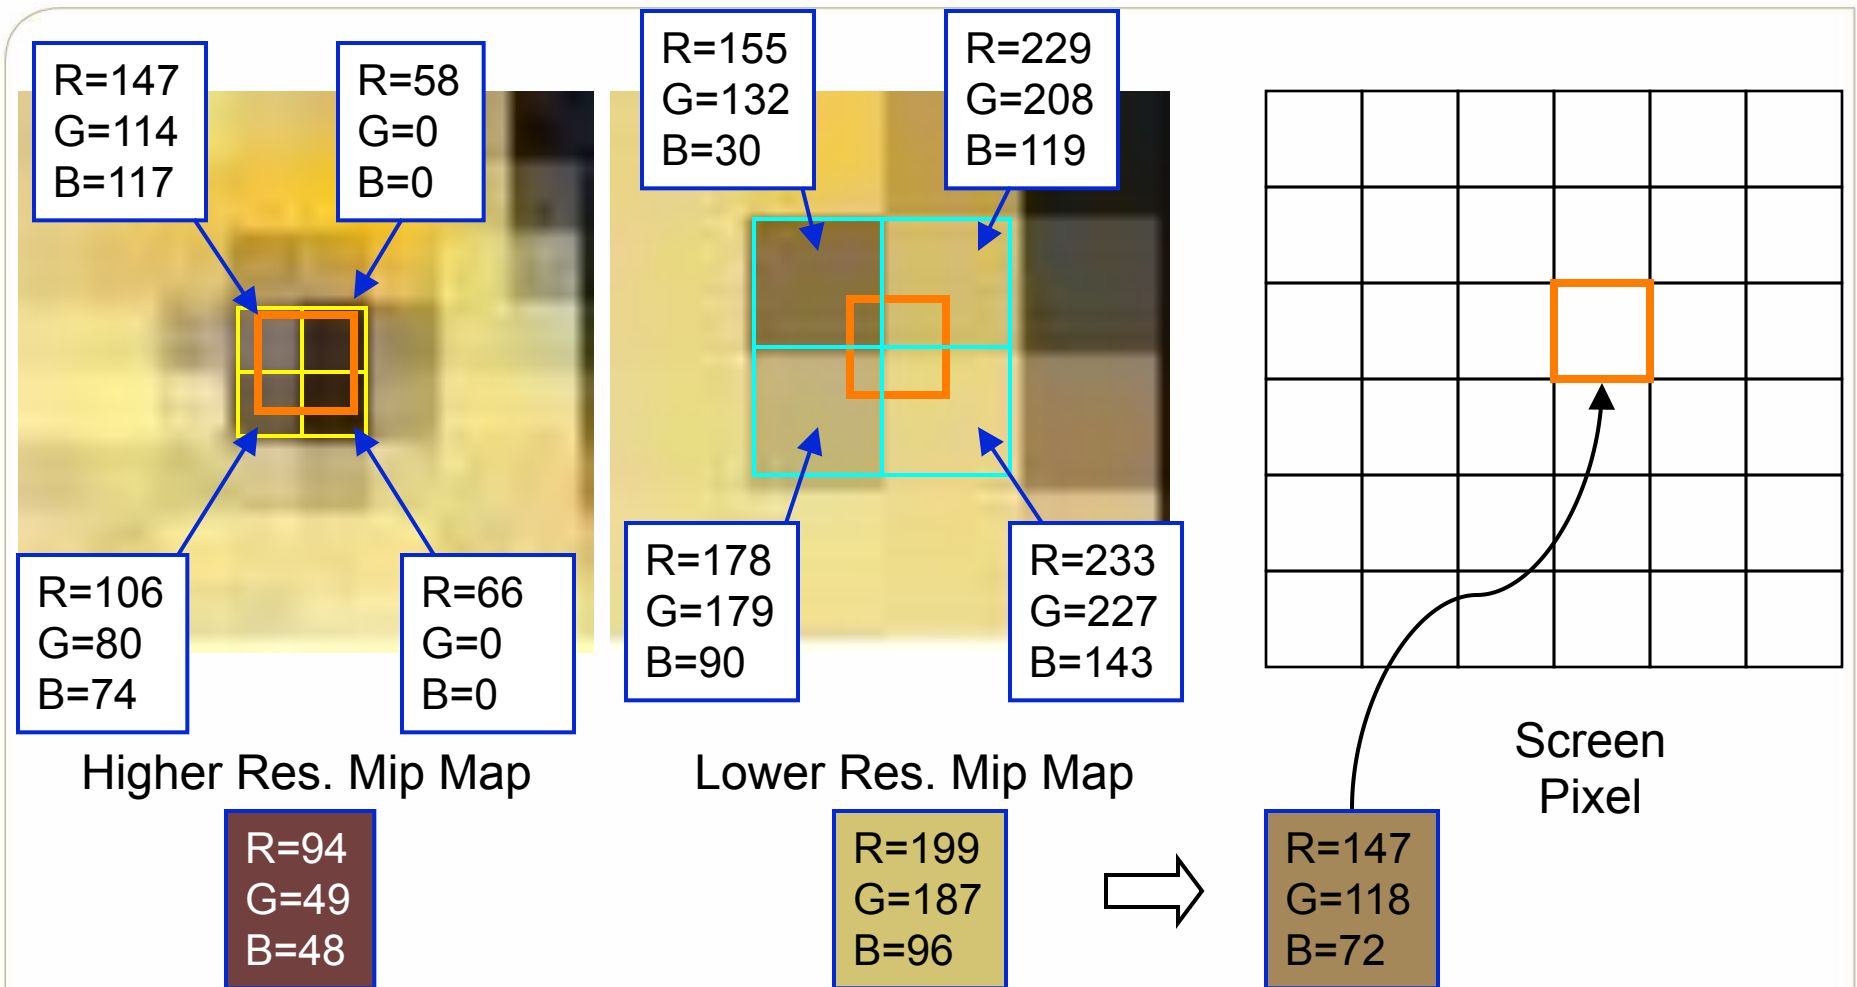 R=147
G=114
B=117
R=58
G=0
B=0
R=155
G=132
B=30
R=229
G=208
B=119
R=106
G=80
B=74
R=66
G=0
B=0
R=178
G=179
B=90
R=233
G=227
B=143
Higher Res. Mip Map
Lower Res. Mip Map
Screen
Pixel
R=94
G=49
B=48
R=199
G=187
B=96
R=147
G=118
B=72